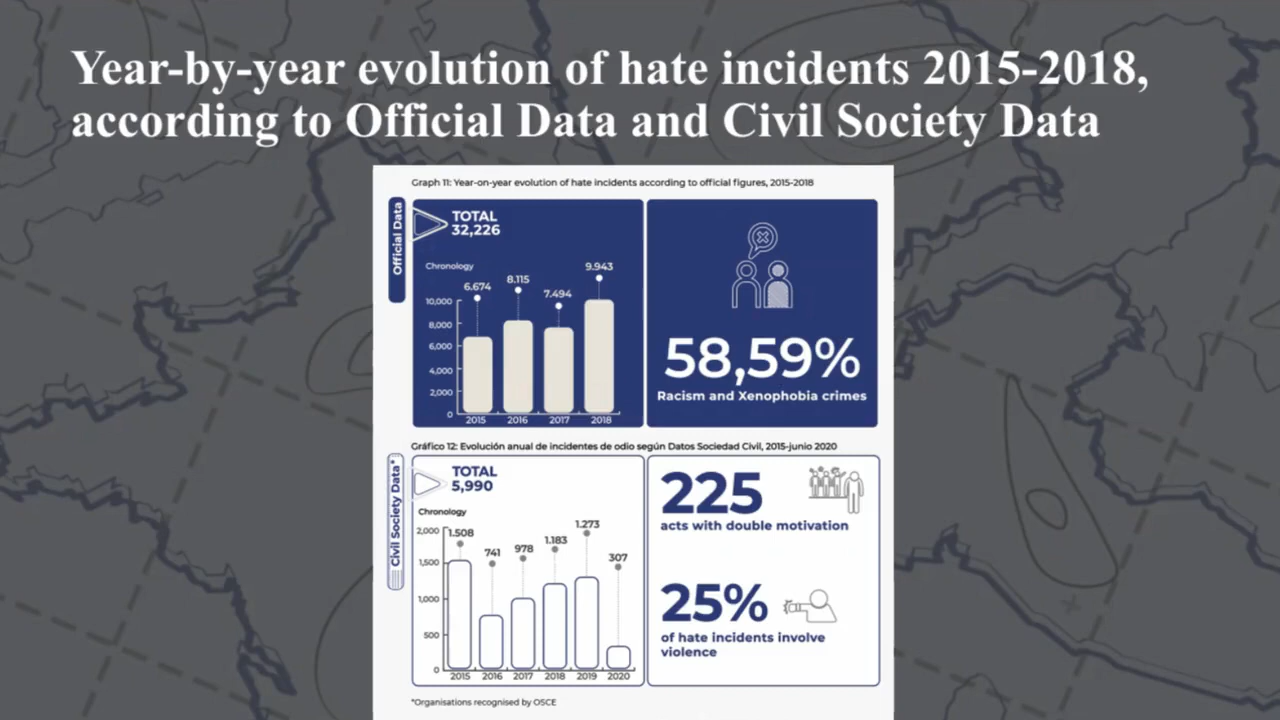 Year-by-year evolution of hate incidents 2015-2018,
according to Official Data and Civil Society Data
Graph 11: Year-on-year evolution of hate incidents according to official figures, 2015-2018
Official Data
TOTAL
32,226
Chronology
6.674
8.115
7.494
9.943
10,000
8,000
6,000
4,000
2,000
0
2015
2016
2017
2018
58,59%
Racism and Xenophobia crimes
Gráfico 12: Evolución anual de incidentes de odio según Datos Sociedad Civil, 2015-junio 2020
Civil Society Data*
TOTAL
5,990
Chronology
1.508
741
978
1.183
1.273
307
2,000
1,500
1,000
500
0
2015
2016
2017
2018
2019
2020
225
acts with double motivation
25%
of hate incidents involve
violence
*Organisations recognised by OSCE